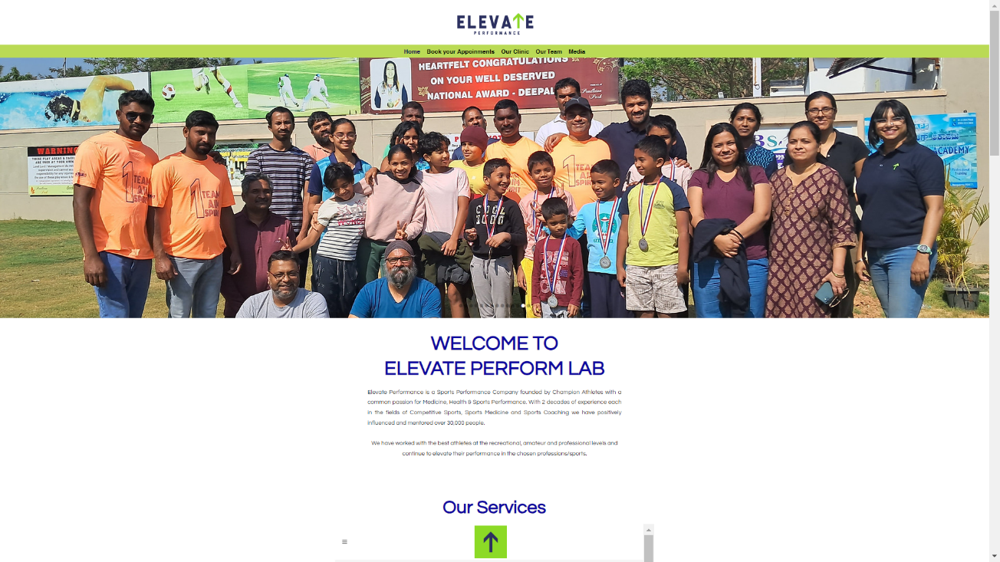 ELEVATE
PERFORMANCE
Home Book your Appoinments Our Clinic Our Team Media
HEARTFELT CONGRATULATIONS
ON YOUR WELL DESERVED
NATIONAL AWARD - DEEPAL
WARNING
ACADEMY
1
TEAM
1
TEAM
1
WELCOME TO
ELEVATE PERFORM LAB
Elevate Performance is a Sports Performance Company founded by Champion Athletes with a
common passion for Medicine, Health & Sports Performance. With 2 decades of experience each
in the fields of Competitive Sports, Sports Medicine and Sports Coaching we have positively
influenced and mentored over 30,000 people.
We have worked with the best athletes at the recreational, amateur and professional levels and
continue to elevate their performance in the chosen professions/sports.
Our Services